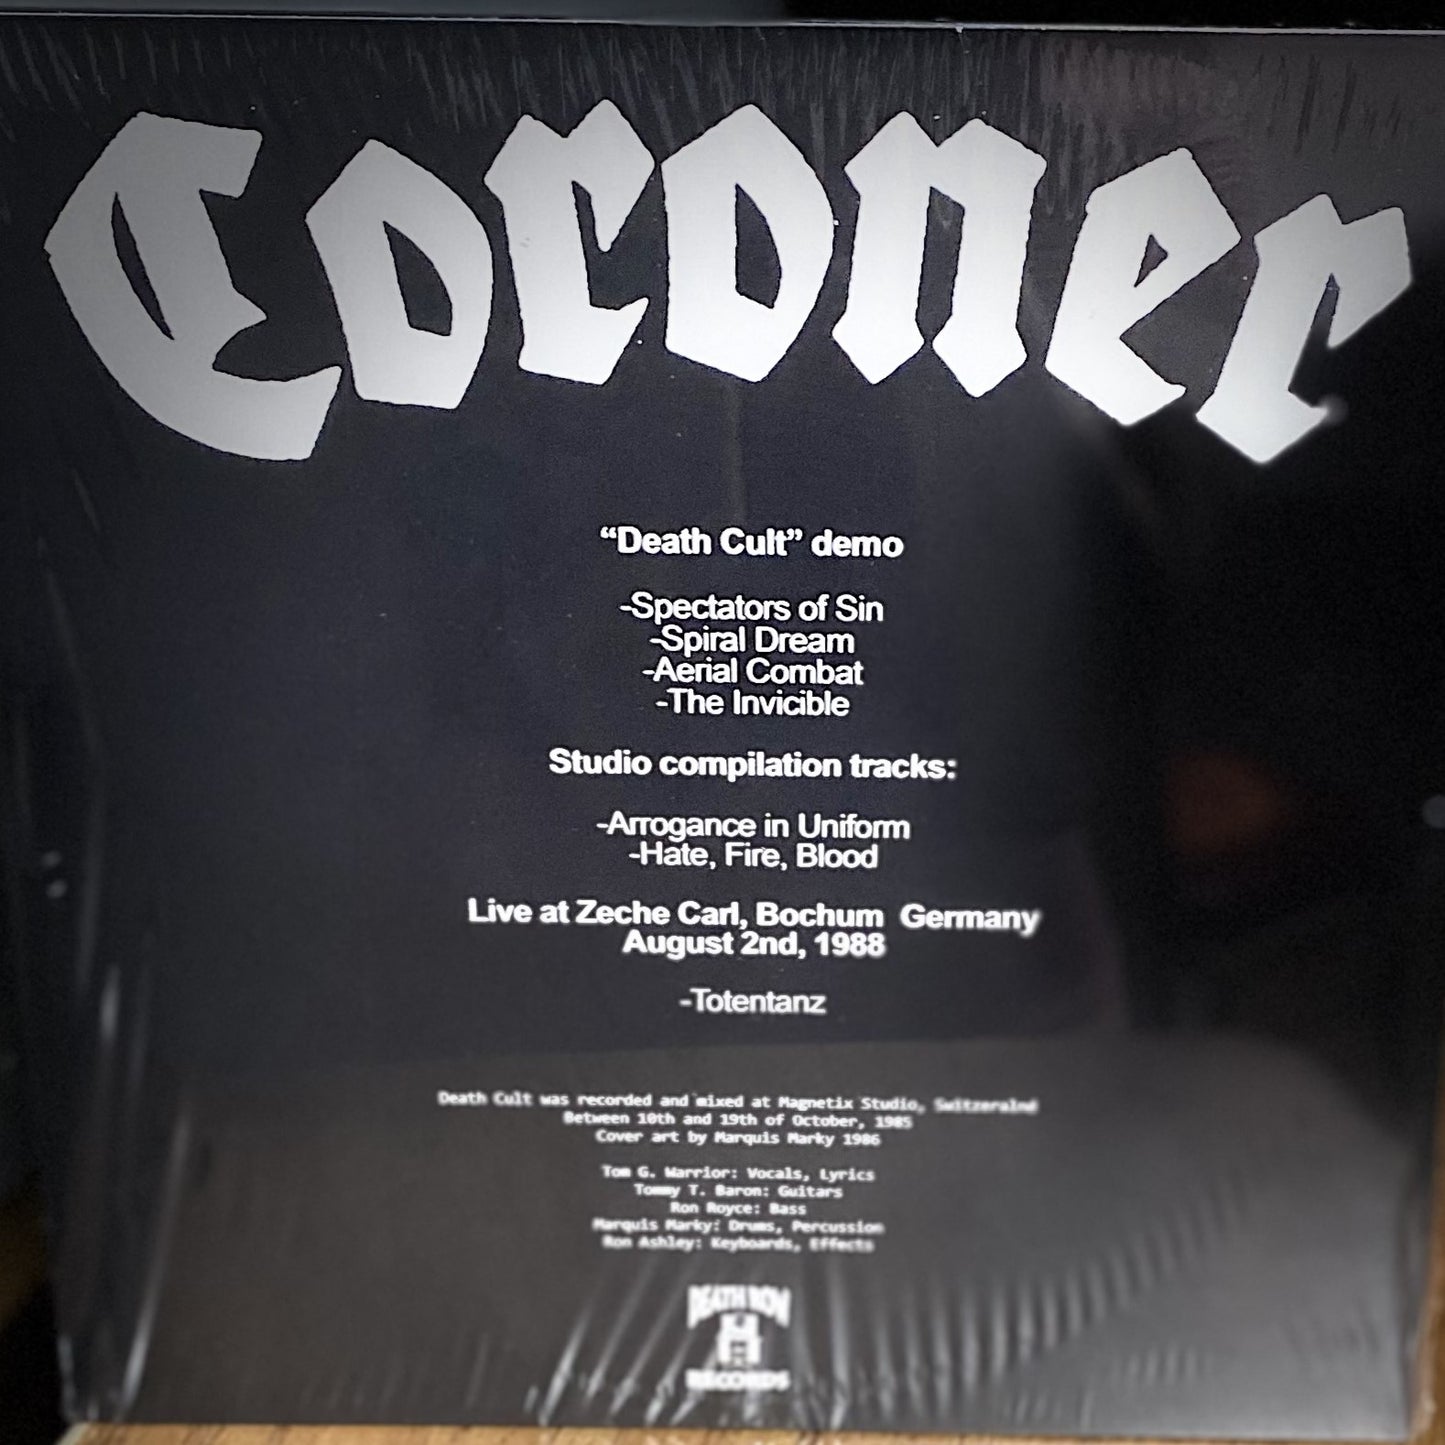 Coroner
“Death Cult” demo
-Spectators of Sin
-Spiral Dream
-Aerial Combat
-The Invicible
Studio compilation tracks:
-Arrogance in Uniform
-Hate, Fire, Blood
Live at Zeche Carl, Bochum Germany
August 2nd, 1988
-Totentanz
Death Cult was recorded and mixed at Magnetix Studio, Switzeralnd
Between 10th and 19th of October, 1985
Cover art by Marquis Marky 1986
Tom G. Warrior: Vocals, Lyrics
Tommy T. Baron: Guitars
Ron Royce: Bass
Marquis Marky: Drums, Percussion
Ron Ashley: Keyboards, Effects
DEATH ROW
RECORDS